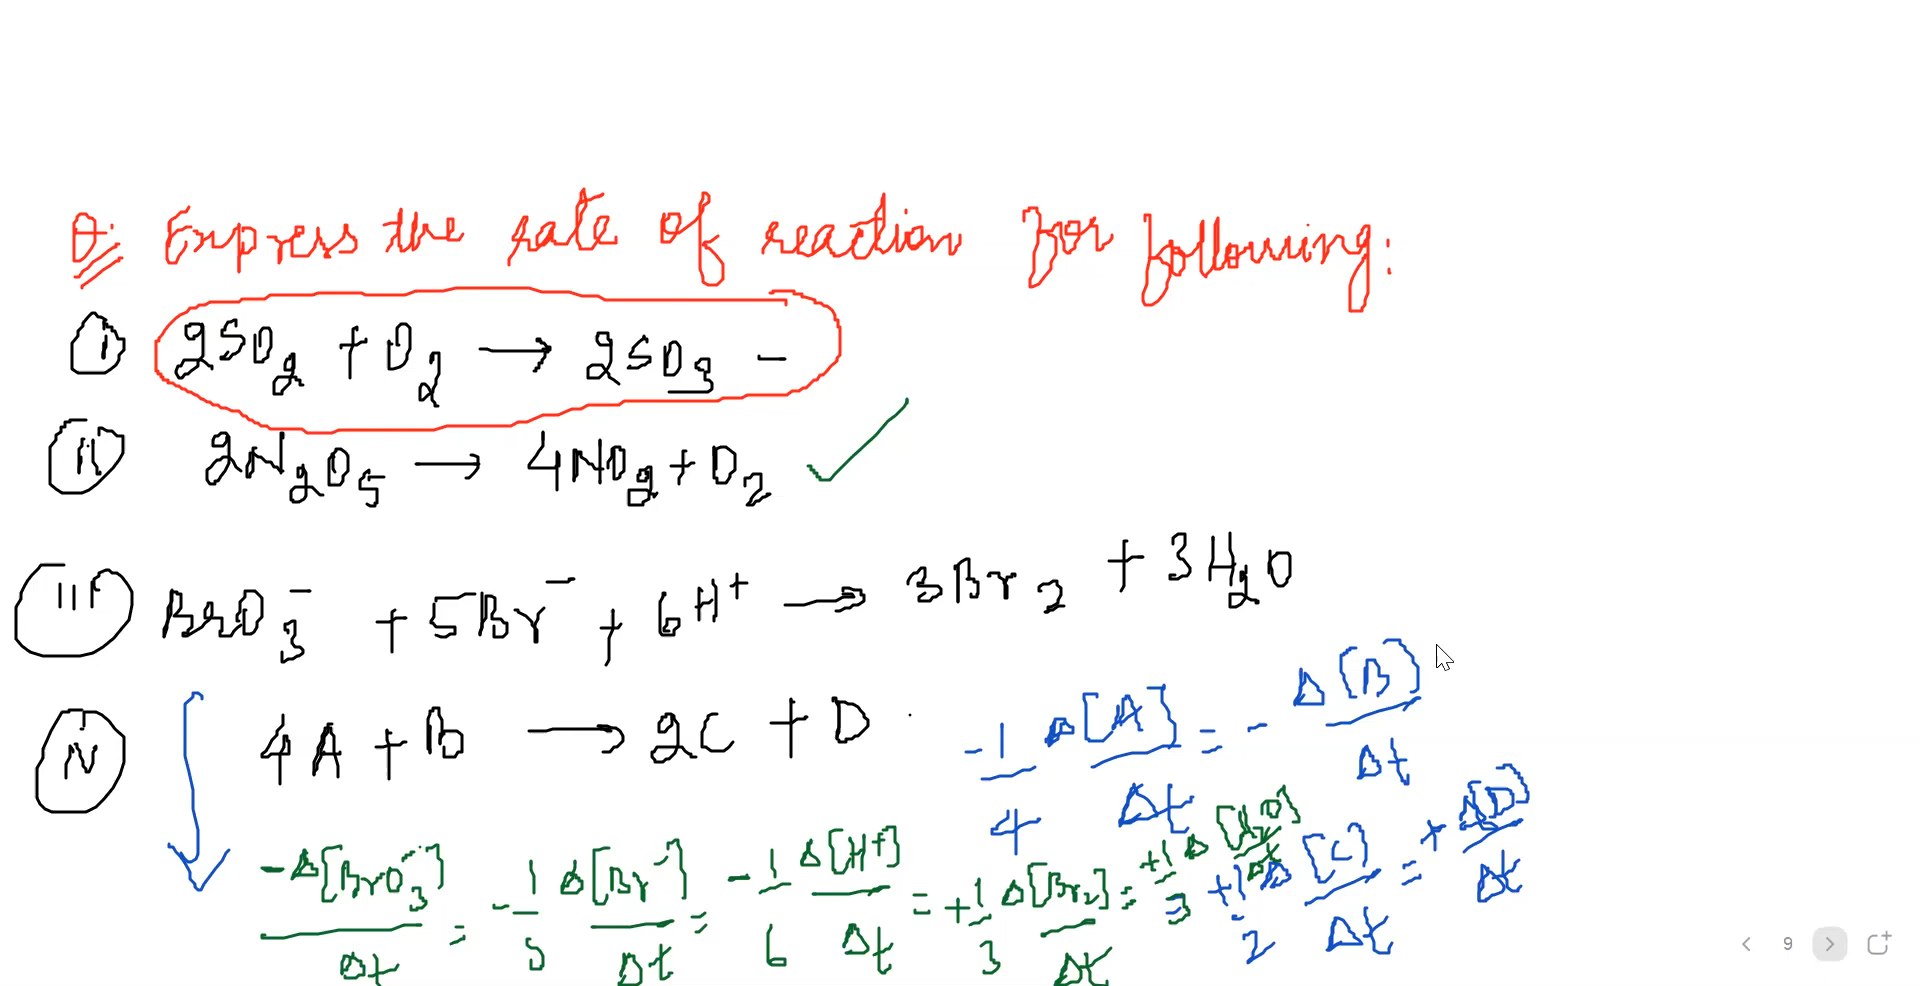 Q: Express the rate of reaction for following:
(I) 2SO2 + O2 → 2SO3 -
(II) 2N2O5 → 4NO2 + O2 ✓
(III) BrO3^- + 5Br^- + 6H^+ → 3Br2 + 3H2O
(IV) 4A + B → 2C + D .
-1/4 Δ[A]/Δt = - Δ[B]/Δt
= +1/2 Δ[C]/Δt = + Δ[D]/Δt
-Δ[BrO3^-]/Δt = -1/5 Δ[Br^-]/Δt = -1/6 Δ[H^+]/Δt = +1/3 Δ[Br2]/Δt = +1/3 Δ[H2O]/Δt
9